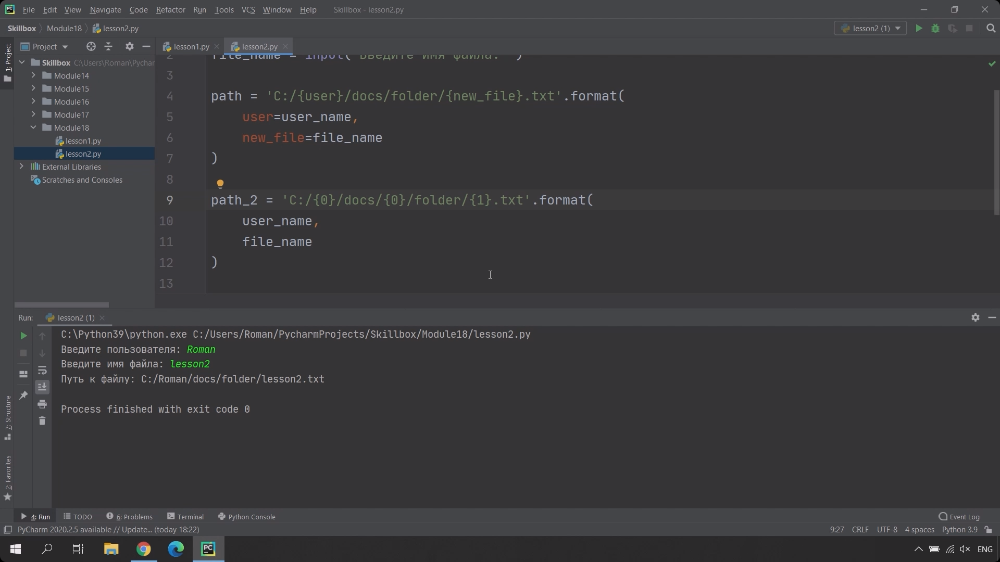 PC File Edit View Navigate Code Refactor Run Tools VCS Window Help Skillbox - lesson2.py
Skillbox Module18 lesson2.py lesson2 (1)
Project lesson1.py lesson2.py
1: Project
Skillbox C:\Users\Roman\Pychar
Module14
Module15
Module16
Module17
Module18
lesson1.py
lesson2.py
External Libraries
Scratches and Consoles
2 file_name = input('Введите имя файла: ')
3
4 path = 'C:/{user}/docs/folder/{new_file}.txt'.format(
5 user=user_name,
6 new_file=file_name
7 )
8
9 path_2 = 'C:/{0}/docs/{0}/folder/{1}.txt'.format(
10 user_name,
11 file_name
12 )
13
Run: lesson2 (1)
C:\Python39\python.exe C:/Users/Roman/PycharmProjects/Skillbox/Module18/lesson2.py
Введите пользователя: Roman
Введите имя файла: lesson2
Путь к файлу: C:/Roman/docs/folder/lesson2.txt
Process finished with exit code 0
7: Structure
2: Favorites
4: Run TODO 6: Problems Terminal Python Console Event Log
PyCharm 2020.2.5 available // Update... (today 18:22) 9:27 CRLF UTF-8 4 spaces Python 3.9
PC ENG